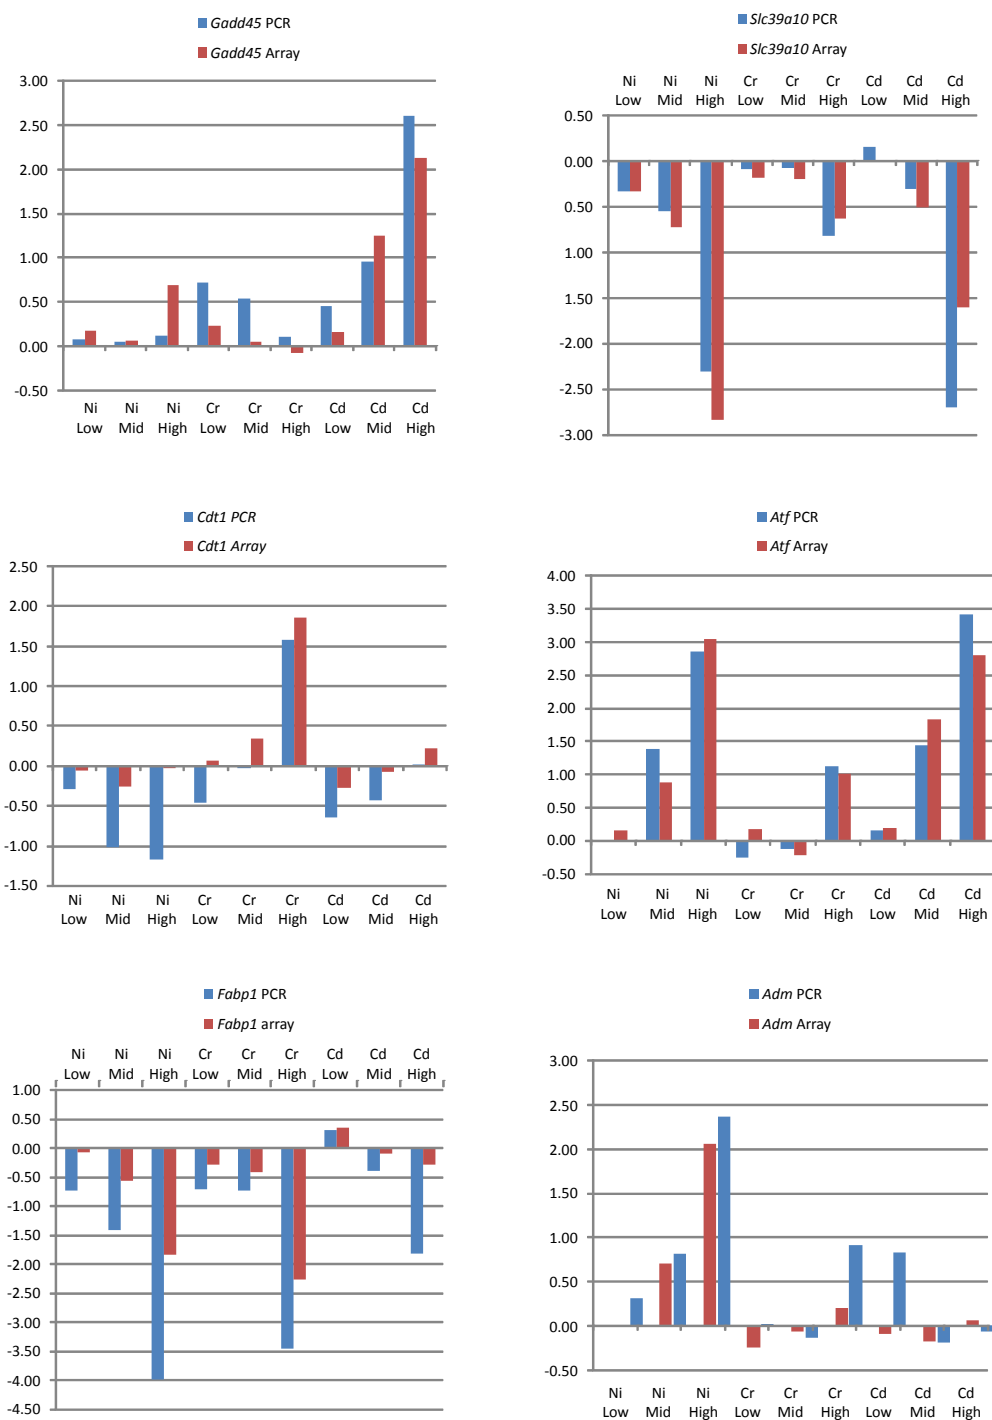 Gadd45 PCR
Gadd45 Array
3.00
2.50
2.00
1.50
1.00
0.50
0.00
-0.50
Ni Ni Ni Cr Cr Cr Cd Cd Cd
Low Mid High Low Mid High Low Mid High
Slc39a10 PCR
Slc39a10 Array
Ni Ni Ni Cr Cr Cr Cd Cd Cd
Low Mid High Low Mid High Low Mid High
0.50
0.00
0.50
1.00
-1.50
-2.00
-2.50
-3.00
Cdt1 PCR
Cdt1 Array
2.50
2.00
1.50
1.00
0.50
0.00
-0.50
-1.00
-1.50
Ni Ni Ni Cr Cr Cr Cd Cd Cd
Low Mid High Low Mid High Low Mid High
Atf PCR
Atf Array
4.00
3.50
3.00
2.50
2.00
1.50
1.00
0.50
0.00
-0.50
Ni Ni Ni Cr Cr Cr Cd Cd Cd
Low Mid High Low Mid High Low Mid High
Fabp1 PCR
Fabp1 array
Ni Ni Ni Cr Cr Cr Cd Cd Cd
Low Mid High Low Mid High Low Mid High
1.00
0.50
0.00
-0.50
-1.00
-1.50
-2.00
-2.50
-3.00
-3.50
-4.00
-4.50
Adm PCR
Adm Array
3.00
2.50
2.00
1.50
1.00
0.50
0.00
-0.50
Ni Ni Ni Cr Cr Cr Cd Cd Cd
Low Mid High Low Mid High Low Mid High